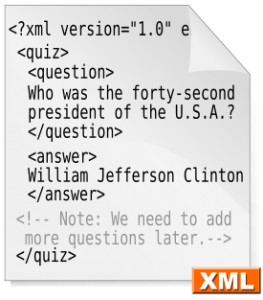 <?xml version="1.0" e
<quiz>
<question>
Who was the forty-second
president of the U.S.A.?
</question>
<answer>
William Jefferson Clinton
</answer>
<!-- Note: We need to add
more questions later.-->
</quiz>
XML